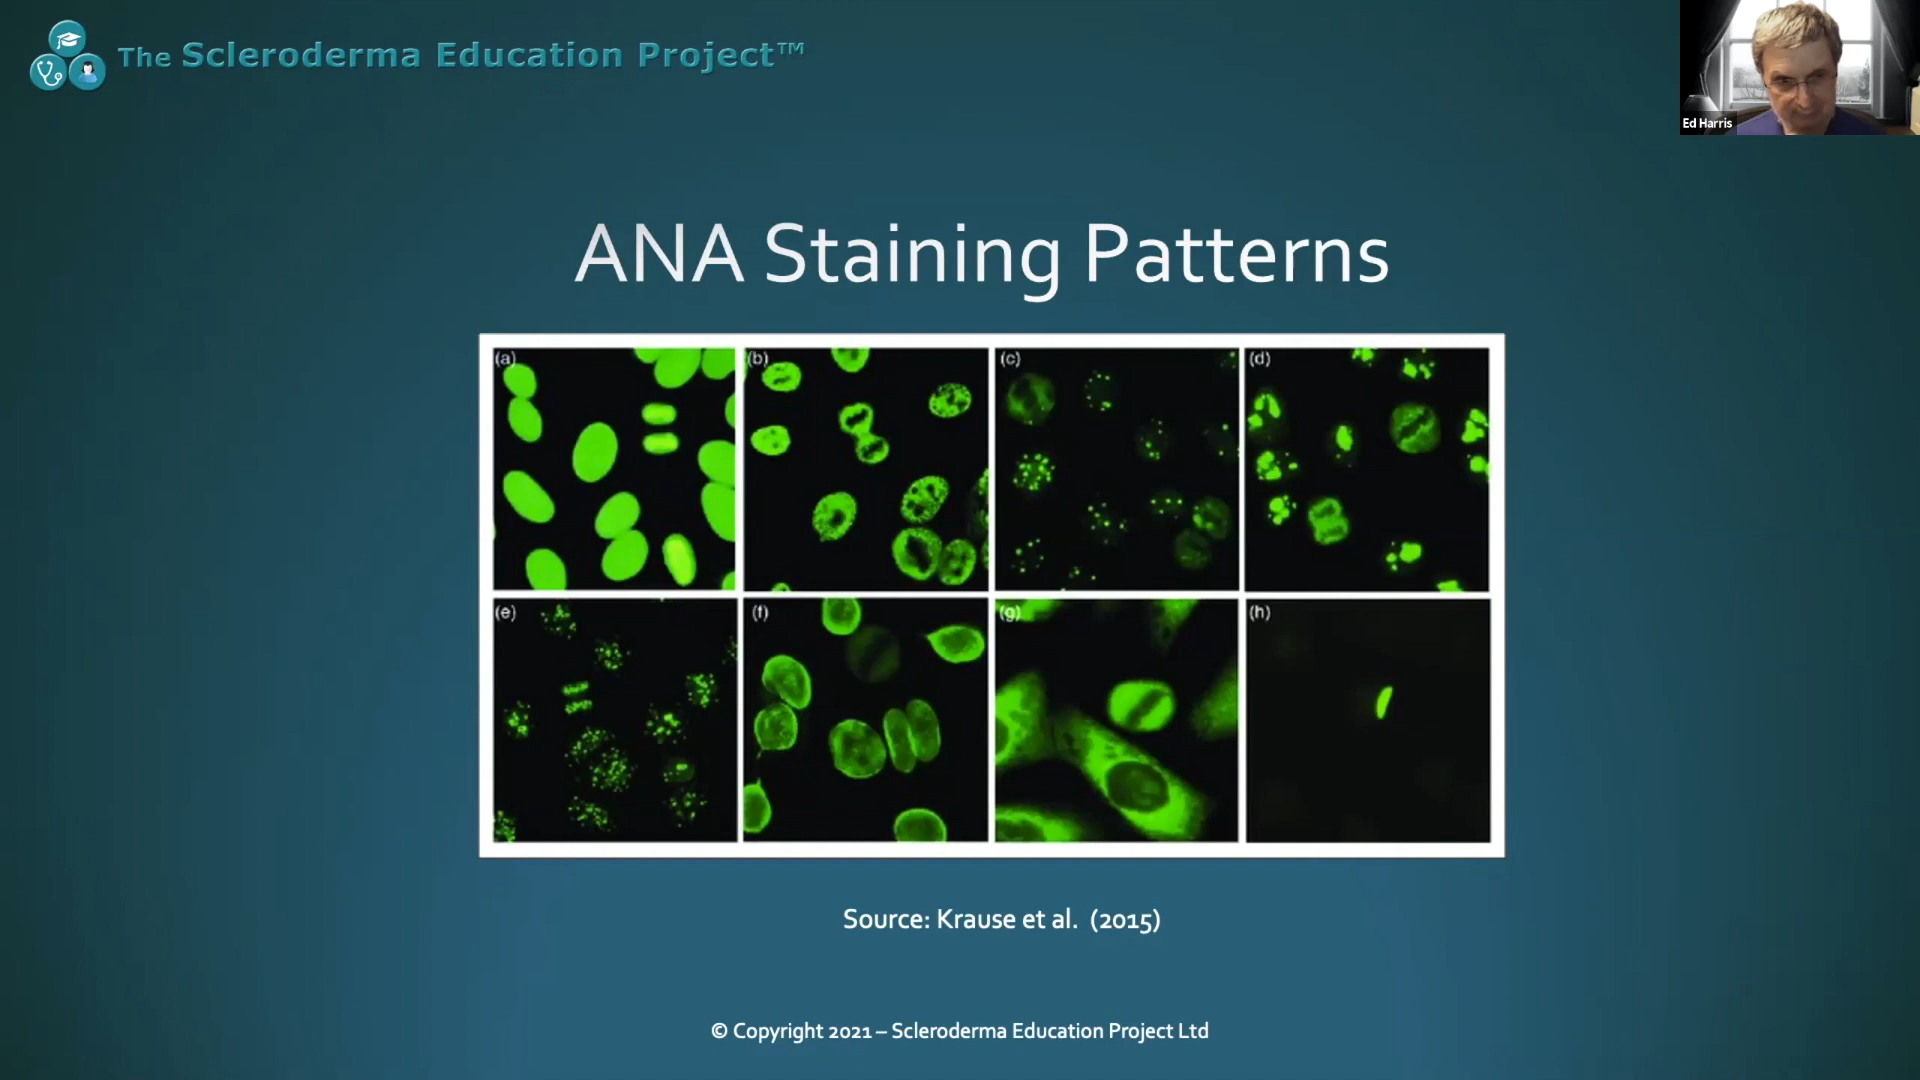 The Scleroderma Education Project™
Ed Harris
ANA Staining Patterns
(a)
(b)
(c)
(d)
(e)
(f)
(g)
(h)
Source: Krause et al. (2015)
© Copyright 2021 – Scleroderma Education Project Ltd